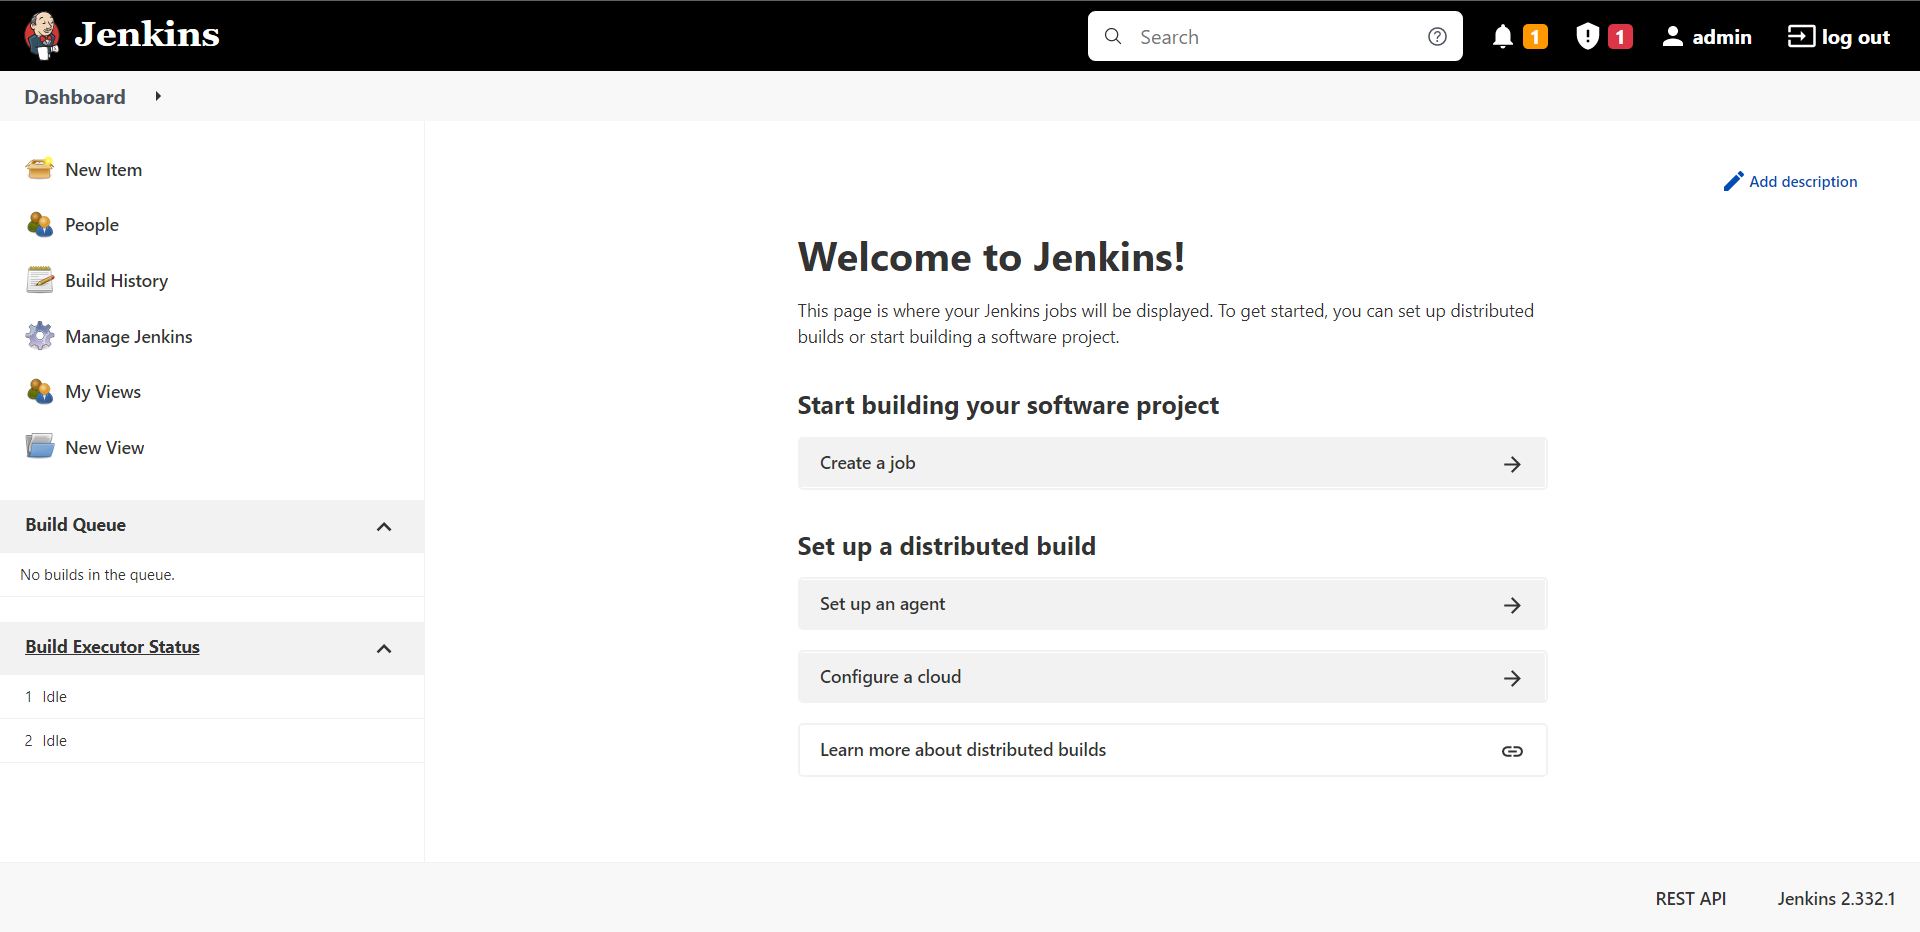 Jenkins
Search
1
1
admin
log out
Dashboard
New Item
People
Build History
Manage Jenkins
My Views
New View
Build Queue
No builds in the queue.
Build Executor Status
1 Idle
2 Idle
Add description
Welcome to Jenkins!
This page is where your Jenkins jobs will be displayed. To get started, you can set up distributed
builds or start building a software project.
Start building your software project
Create a job
Set up a distributed build
Set up an agent
Configure a cloud
Learn more about distributed builds
REST API
Jenkins 2.332.1